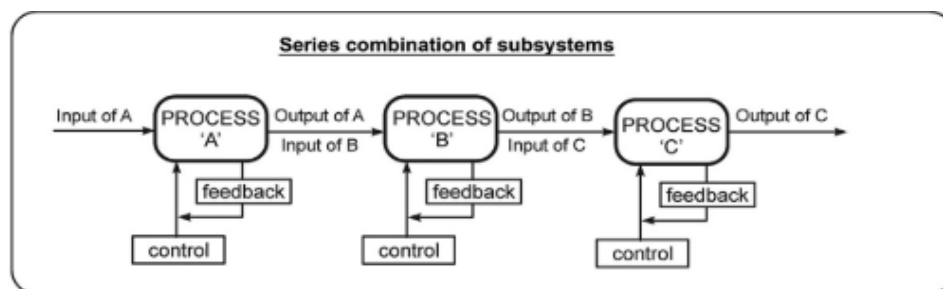 Series combination of subsystems
Input of A
PROCESS
'A'
Output of A
Input of B
PROCESS
'B'
Output of B
Input of C
PROCESS
'C'
Output of C
feedback
feedback
feedback
control
control
control